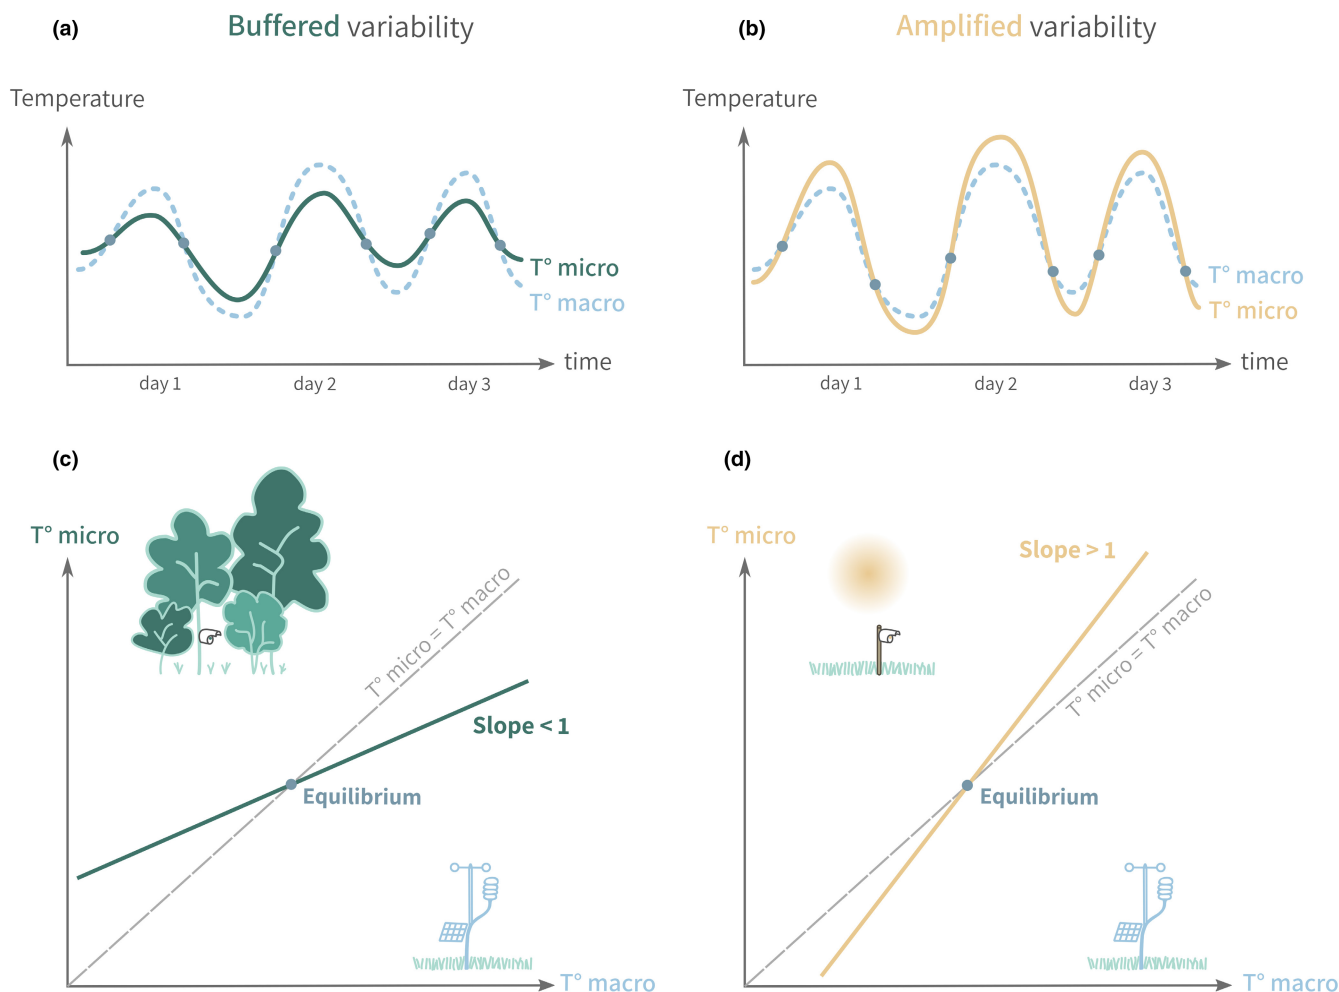 (a)
Buffered variability
Temperature
T° micro
T° macro
time
day 1
day 2
day 3
(b)
Amplified variability
Temperature
T° macro
T° micro
time
day 1
day 2
day 3
(c)
T° micro
T° micro = T° macro
Slope < 1
Equilibrium
T° macro
(d)
T° micro
Slope > 1
T° micro = T° macro
Equilibrium
T° macro